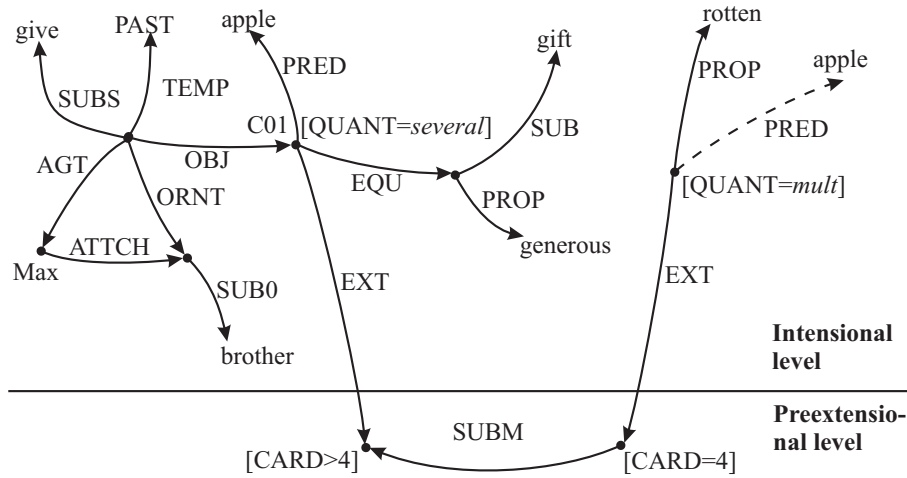 give
PAST
apple
rotten
gift
apple
PRED
PROP
SUBS
TEMP
C01 [QUANT=several]
SUB
PRED
AGT
OBJ
EQU
[QUANT=mult]
ORNT
PROP
generous
ATTCH
Max
EXT
EXT
SUB0
brother
Intensional
level
Preextensio-
nal level
SUBM
[CARD>4]
[CARD=4]